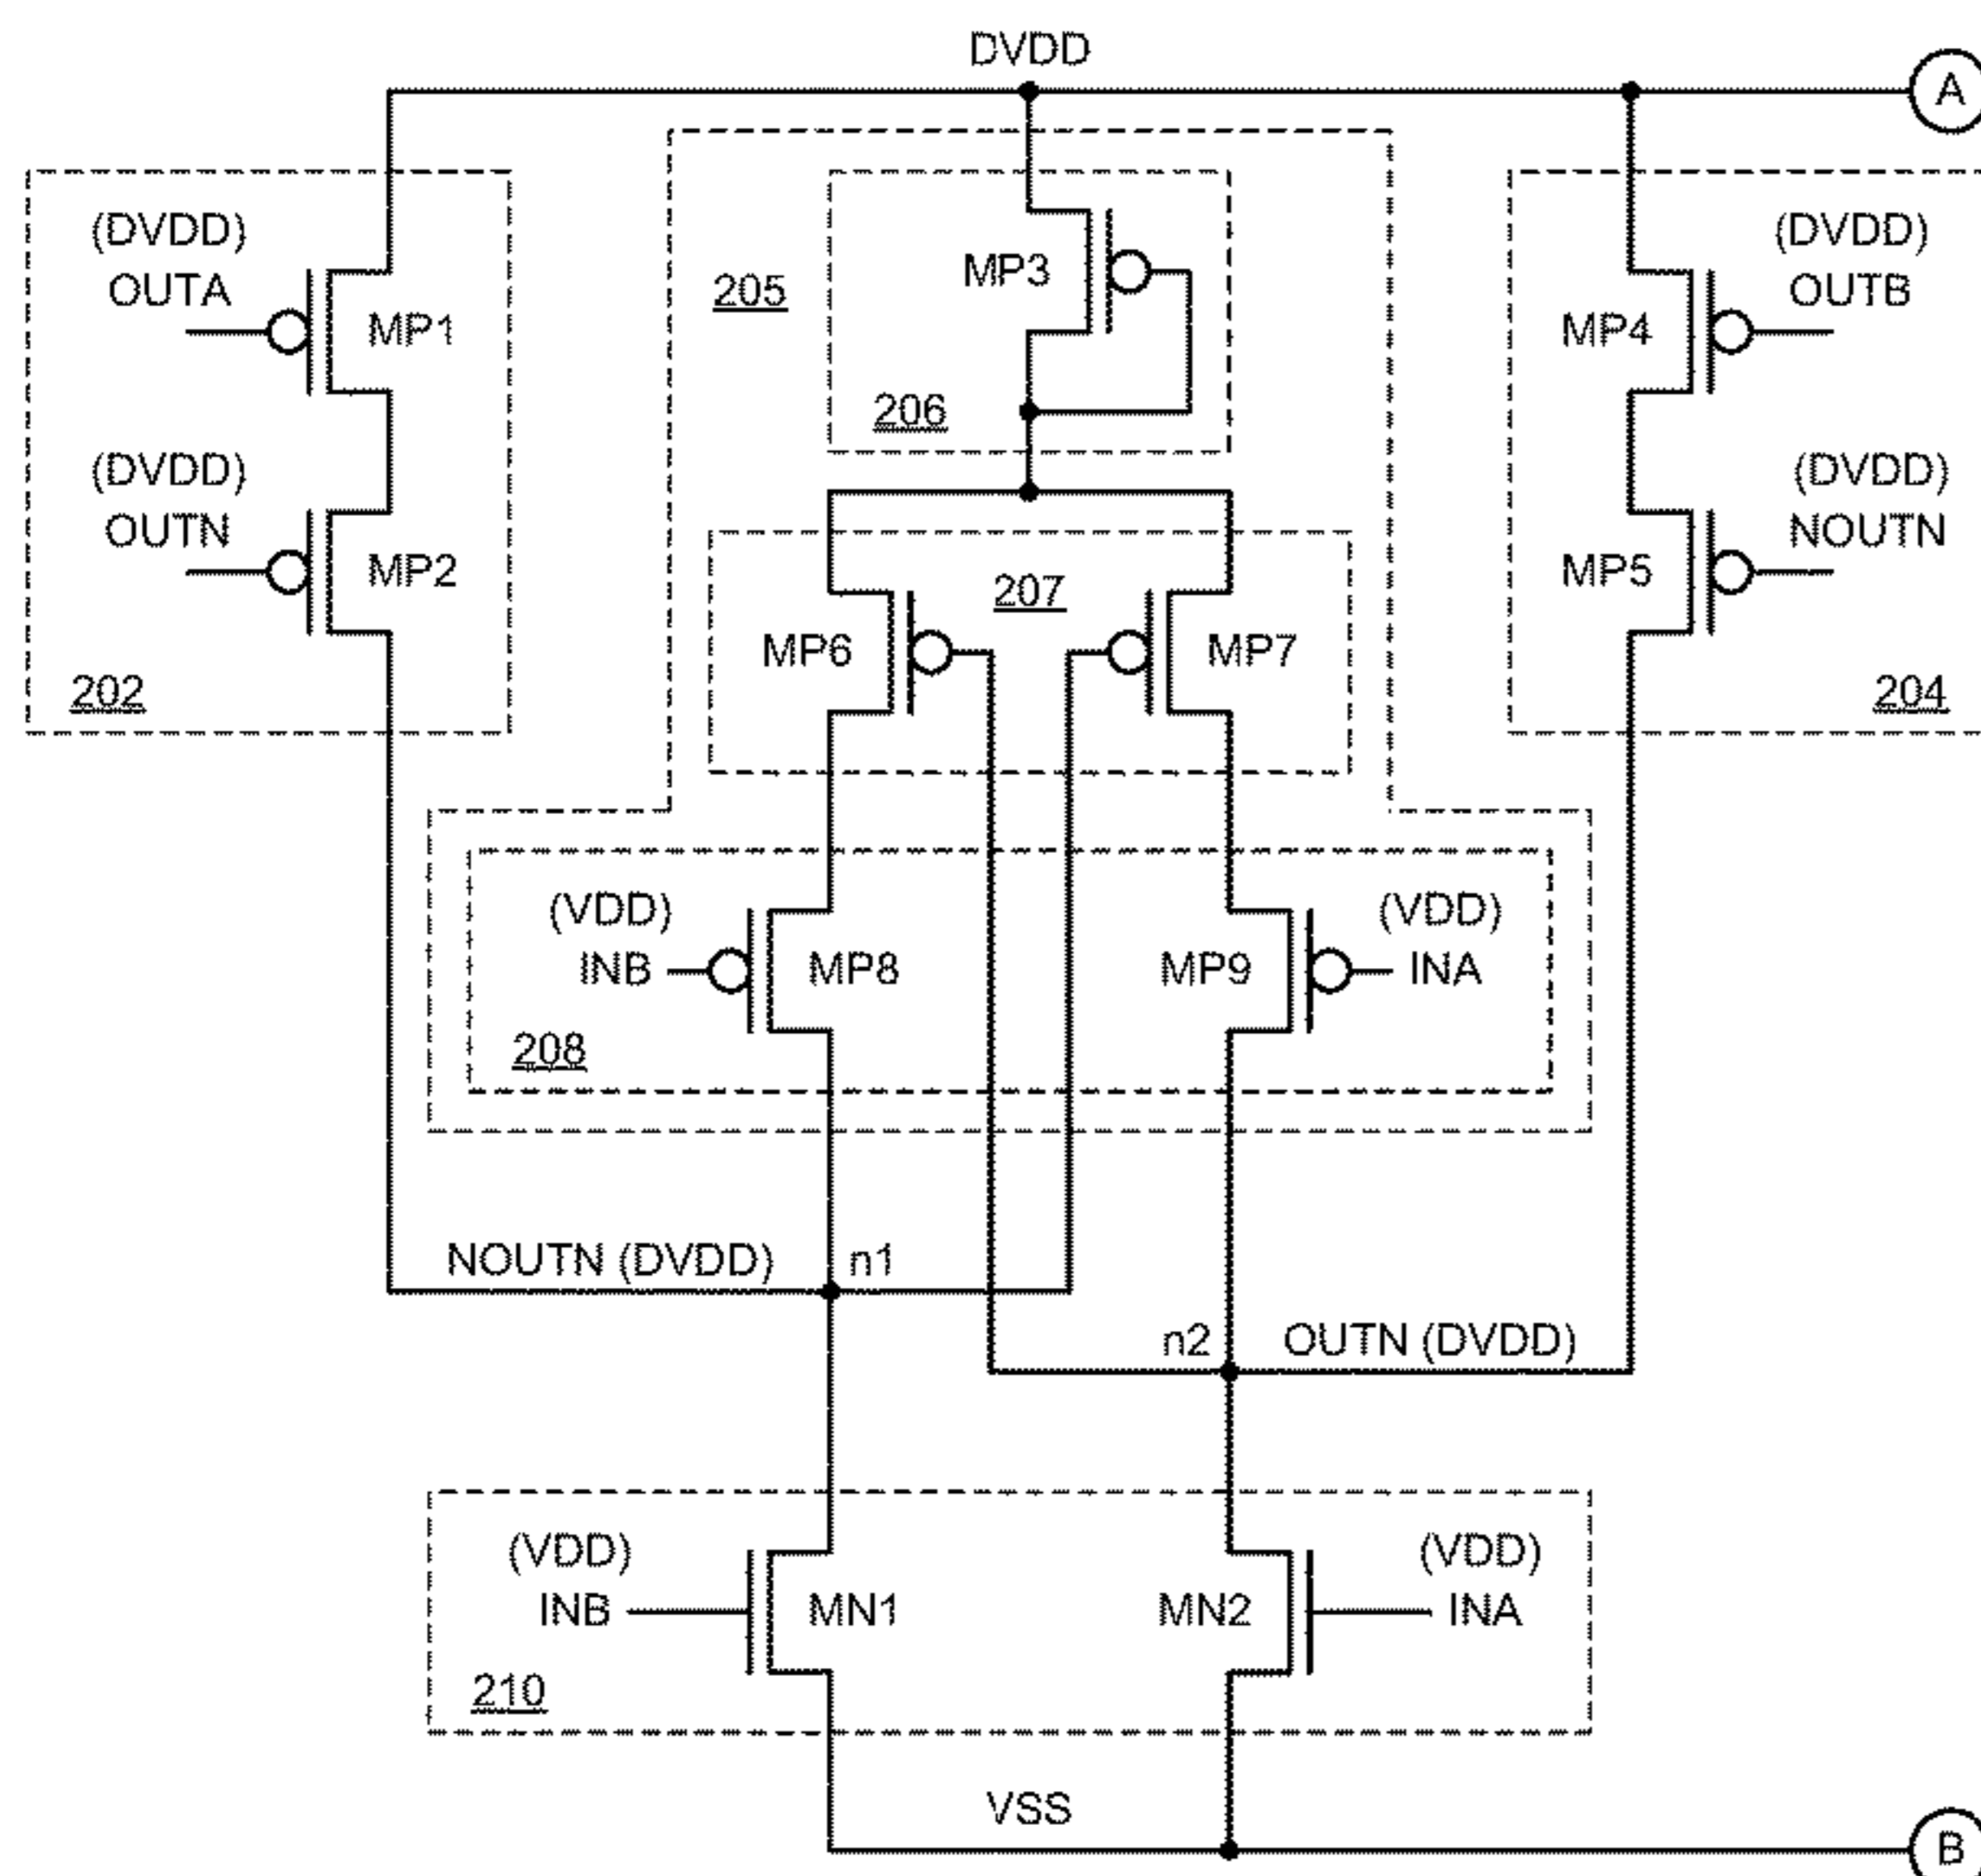 DVDD
A
(DVDD)
OUTA
MP1
(DVDD)
OUTN
MP2
202
205
MP3
206
(DVDD)
OUTB
MP4
(DVDD)
NOUTN
MP5
204
207
MP6
MP7
(VDD)
INB
MP8
(VDD)
INA
MP9
208
NOUTN (DVDD)
n1
n2
OUTN (DVDD)
(VDD)
INB
MN1
MN2
(VDD)
INA
210
VSS
B